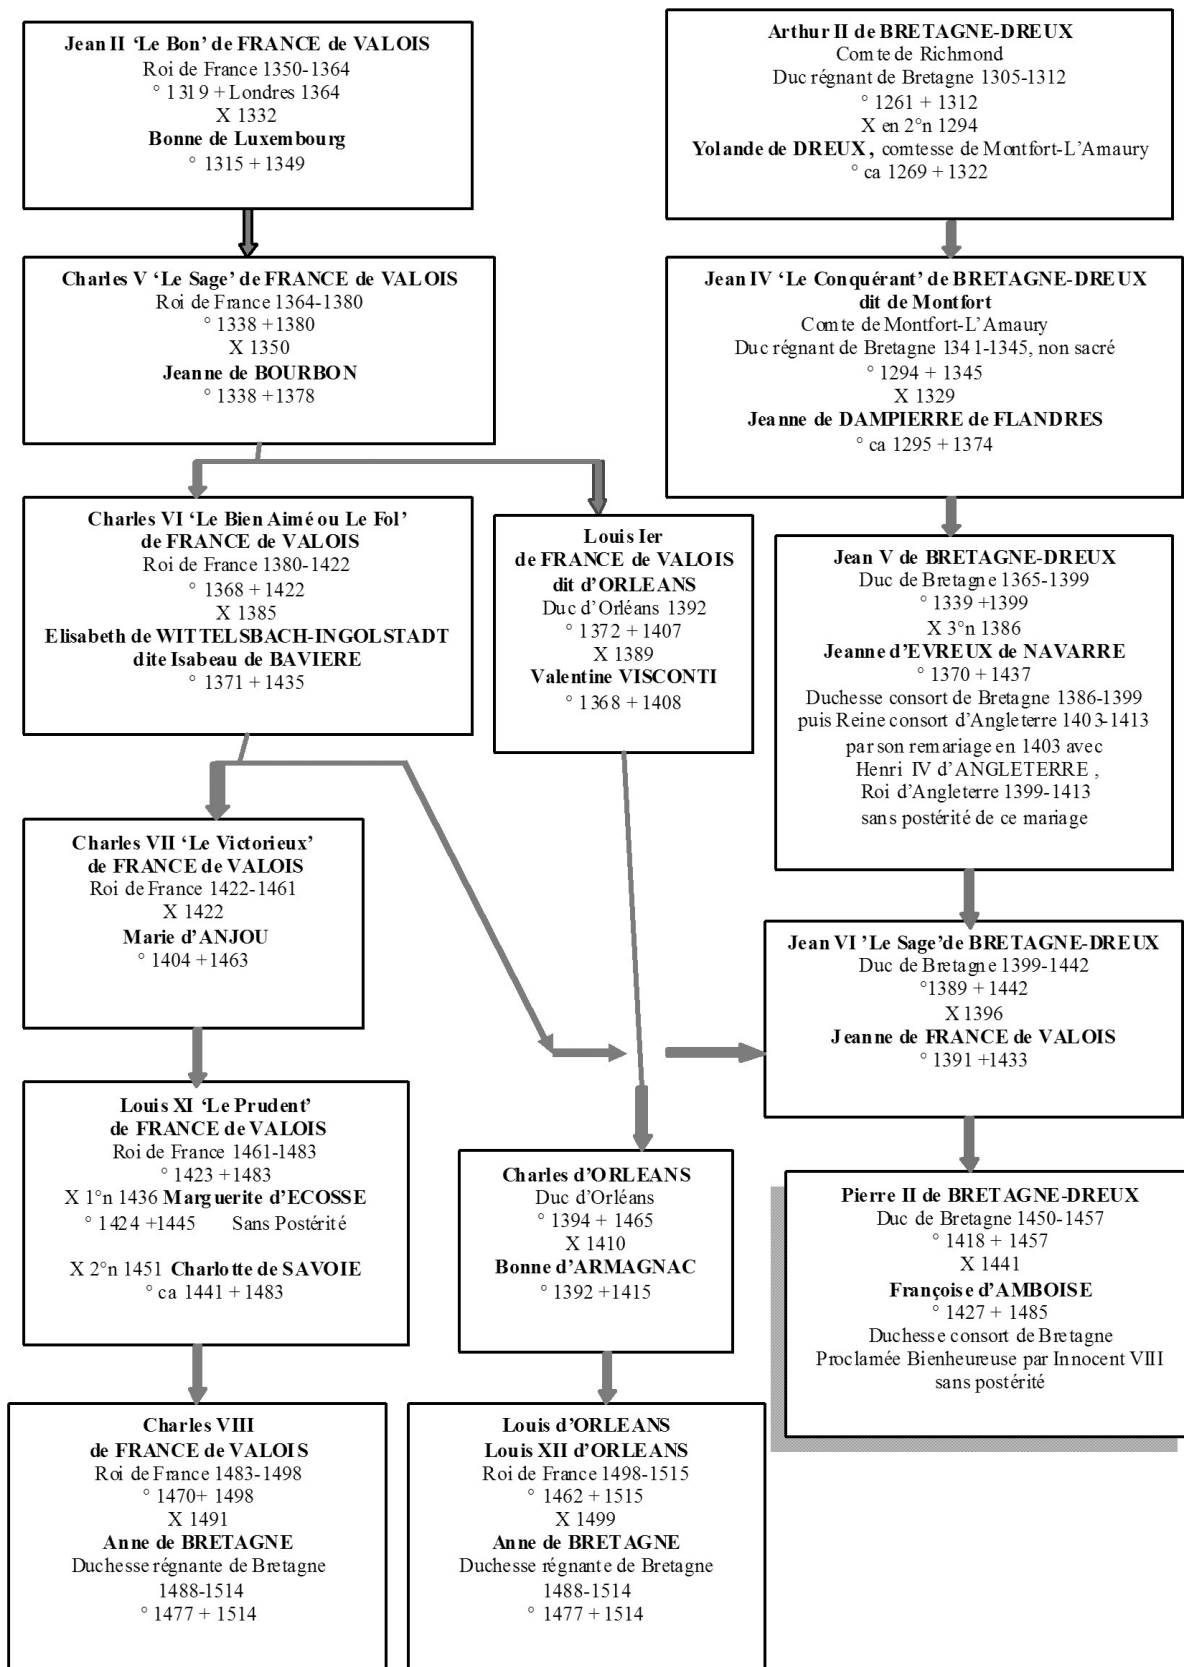 Jean II ‘Le Bon’ de FRANCE de VALOIS
Roi de France 1350-1364
° 1319 + Londres 1364
X 1332
Bonne de Luxembourg
° 1315 + 1349
Arthur II de BRETAGNE-DREUX
Comte de Richmond
Duc régnant de Bretagne 1305-1312
° 1261 + 1312
X en 2°n 1294
Yolande de DREUX, comtesse de Montfort-L’Amaury
° ca 1269 + 1322
Charles V ‘Le Sage’ de FRANCE de VALOIS
Roi de France 1364-1380
° 1338 +1380
X 1350
Jeanne de BOURBON
° 1338 +1378
Jean IV ‘Le Conquérant’ de BRETAGNE-DREUX
dit de Montfort
Comte de Montfort-L’Amaury
Duc régnant de Bretagne 1341-1345, non sacré
° 1294 + 1345
X 1329
Jeanne de DAMPIERRE de FLANDRES
° ca 1295 + 1374
Charles VI ‘Le Bien Aimé ou Le Fol’
de FRANCE de VALOIS
Roi de France 1380-1422
° 1368 + 1422
X 1385
Elisabeth de WITTELSBACH-INGOLSTADT
dite Isabeau de BAVIERE
° 1371 + 1435
Louis Ier
de FRANCE de VALOIS
dit d’ORLEANS
Duc d’Orléans 1392
° 1372 + 1407
X 1389
Valentine VISCONTI
° 1368 + 1408
Jean V de BRETAGNE-DREUX
Duc de Bretagne 1365-1399
° 1339 +1399
X 3°n 1386
Jeanne d’EVREUX de NAVARRE
° 1370 + 1437
Duchesse consort de Bretagne 1386-1399
puis Reine consort d’Angleterre 1403-1413
par son remariage en 1403 avec
Henri IV d’ANGLETERRE ,
Roi d’Angleterre 1399-1413
sans postérité de ce mariage
Charles VII ‘Le Victorieux’
de FRANCE de VALOIS
Roi de France 1422-1461
X 1422
Marie d’ANJOU
° 1404 +1463
Jean VI ’Le Sage’de BRETAGNE-DREUX
Duc de Bretagne 1399-1442
°1389 + 1442
X 1396
Jeanne de FRANCE de VALOIS
° 1391 +1433
Louis XI ‘Le Prudent’
de FRANCE de VALOIS
Roi de France 1461-1483
° 1423 +1483
X 1°n 1436 Marguerite d’ECOSSE
° 1424 +1445 Sans Postérité
X 2°n 1451 Charlotte de SAVOIE
° ca 1441 + 1483
Charles d’ORLEANS
Duc d’Orléans
° 1394 + 1465
X 1410
Bonne d’ARMAGNAC
° 1392 +1415
Pierre II de BRETAGNE-DREUX
Duc de Bretagne 1450-1457
° 1418 + 1457
X 1441
Françoise d’AMBOISE
° 1427 + 1485
Duchesse consort de Bretagne
Proclamée Bienheureuse par Innocent VIII
sans postérité
Charles VIII
de FRANCE de VALOIS
Roi de France 1483-1498
° 1470+ 1498
X 1491
Anne de BRETAGNE
Duchesse régnante de Bretagne
1488-1514
° 1477 + 1514
Louis d’ORLEANS
Louis XII d’ORLEANS
Roi de France 1498-1515
° 1462 +1515
X 1499
Anne de BRETAGNE
Duchesse régnante de Bretagne
1488-1514
° 1477 + 1514